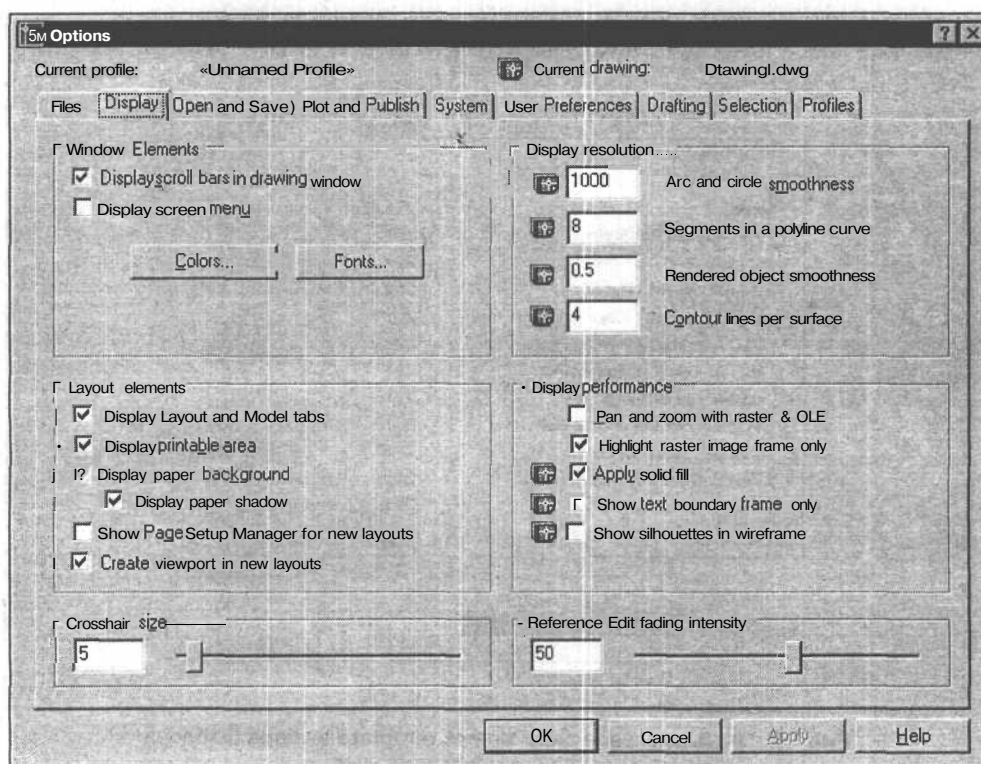 5м Options
Current profile: «Unnamed Profile» Current drawing: Dtawingl.dwg
Files Display Open and Save) Plot and Publish System User Preferences Drafting Selection Profiles
Window Elements
Display scroll bars in drawing window
Display screen menu
Colors... Fonts...
Display resolution
1000 Arc and circle smoothness
8 Segments in a polyline curve
0.5 Rendered object smoothness
4 Contour lines per surface
Layout elements
Display Layout and Model tabs
Display printable area
l? Display paper background
Display paper shadow
Show Page Setup Manager for new layouts
Create viewport in new layouts
Display performance
Pan and zoom with raster & OLE
Highlight raster image frame only
Apply solid fill
Show text boundary frame only
Show silhouettes in wireframe
Crosshair size
5
Reference Edit fading intensity
50
OK Cancel Apply Help